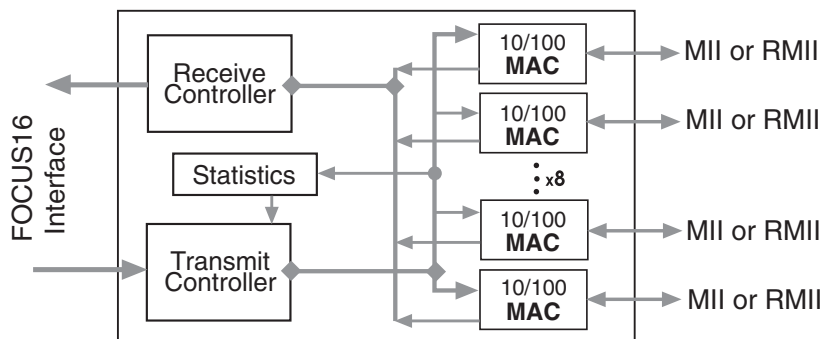 FOCUS16
Interface
Receive
Controller
Statistics
Transmit
Controller
10/100
MAC
MII or RMII
10/100
MAC
MII or RMII
x8
10/100
MAC
MII or RMII
10/100
MAC
MII or RMII